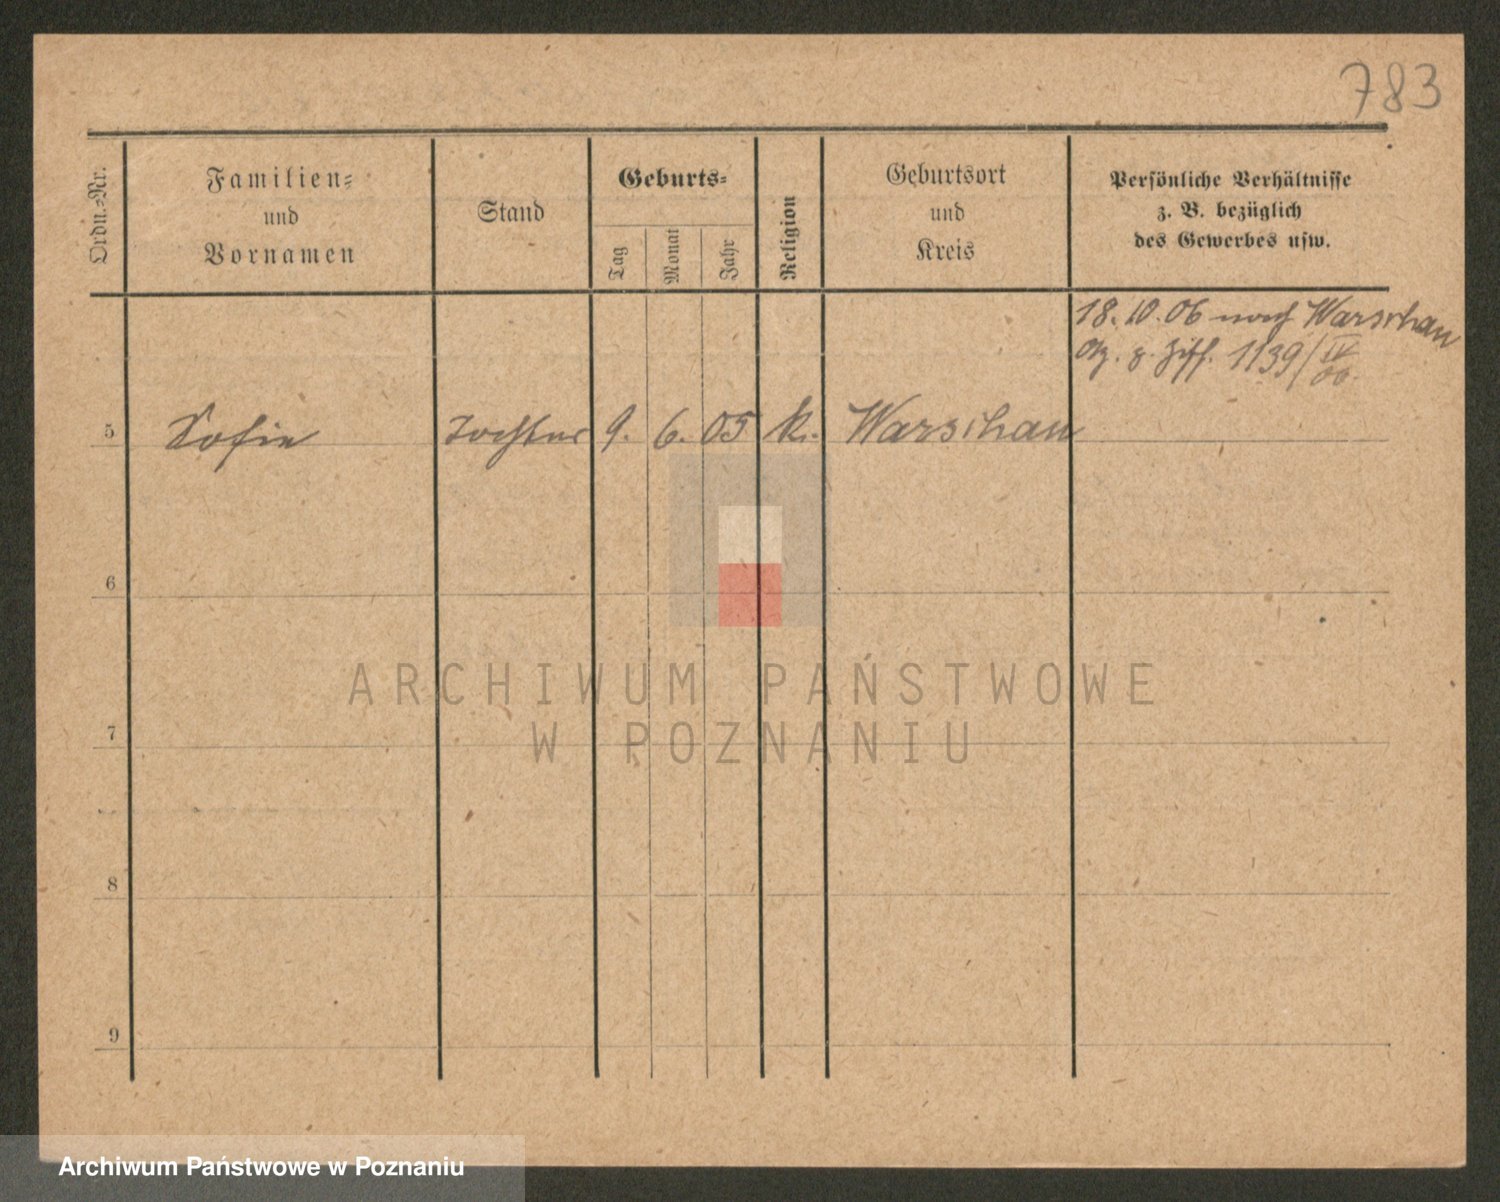 783
Ordn.-Nr.
Familien-
und
Vornamen
Stand
Geburts-
Tag
Monat
Jahr
Religion
Geburtsort
und
Kreis
Persönliche Verhältnisse
z. B. bezüglich
des Gewerbes usw.
18.10.06 nach Warschau
z. Ziff. 1139/
5 Sofie Tochter 9. 6. 05 k. Warschau
6
ARCHIWUM PAŃSTWOWE
W POZNANIU
7
8
9
Archiwum Państwowe w Poznaniu